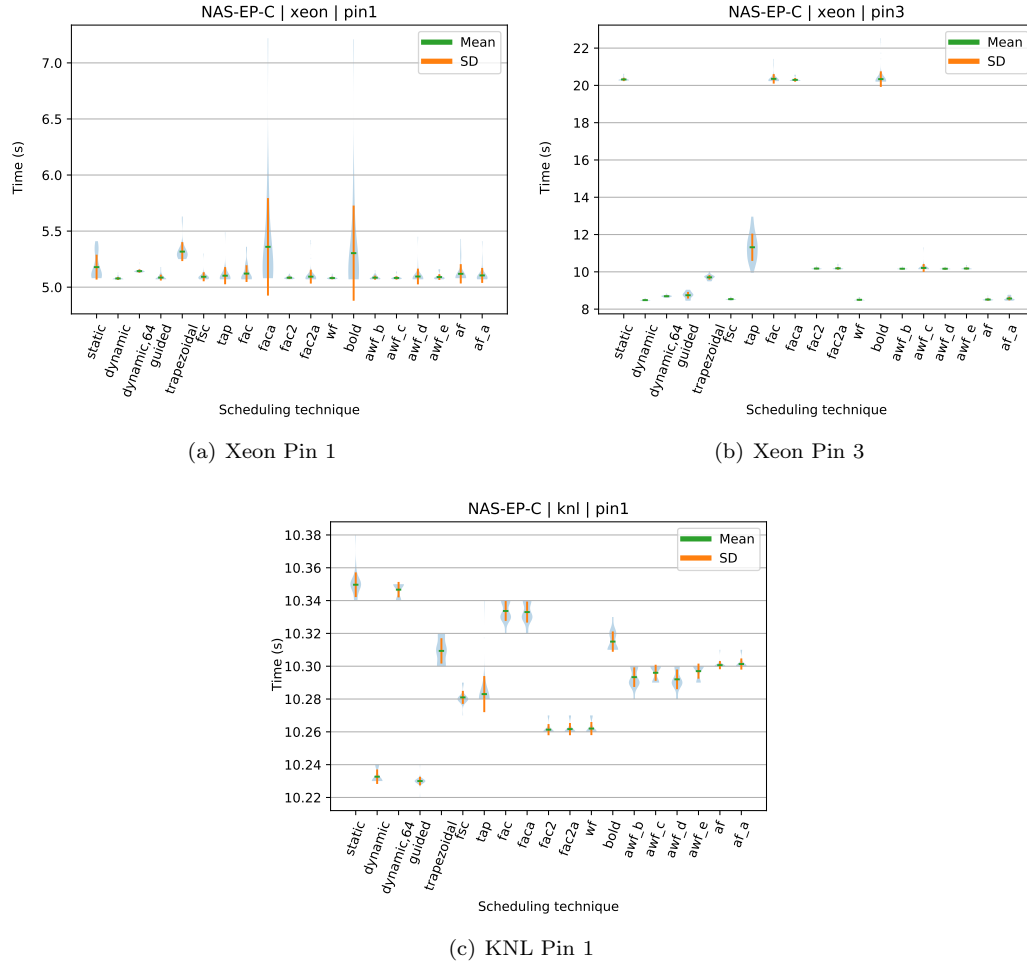 NAS-EP-C | xeon | pin1
Mean
SD
7.0
6.5
6.0
5.5
5.0
Time (s)
static
dynamic
dynamic,64
guided
trapezoidal
fsc
tap
fac
faca
fac2
fac2a
wf
bold
awf_b
awf_c
awf_d
awf_e
af
af_a
Scheduling technique
(a) Xeon Pin 1
NAS-EP-C | xeon | pin3
Mean
SD
22
20
18
16
14
12
10
8
Time (s)
static
dynamic
dynamic,64
guided
trapezoidal
fsc
tap
fac
faca
fac2
fac2a
wf
bold
awf_b
awf_c
awf_d
awf_e
af
af_a
Scheduling technique
(b) Xeon Pin 3
NAS-EP-C | knl | pin1
Mean
SD
10.38
10.36
10.34
10.32
10.30
10.28
10.26
10.24
10.22
Time (s)
static
dynamic
dynamic,64
guided
trapezoidal
fsc
tap
fac
faca
fac2
fac2a
wf
bold
awf_b
awf_c
awf_d
awf_e
af
af_a
Scheduling technique
(c) KNL Pin 1